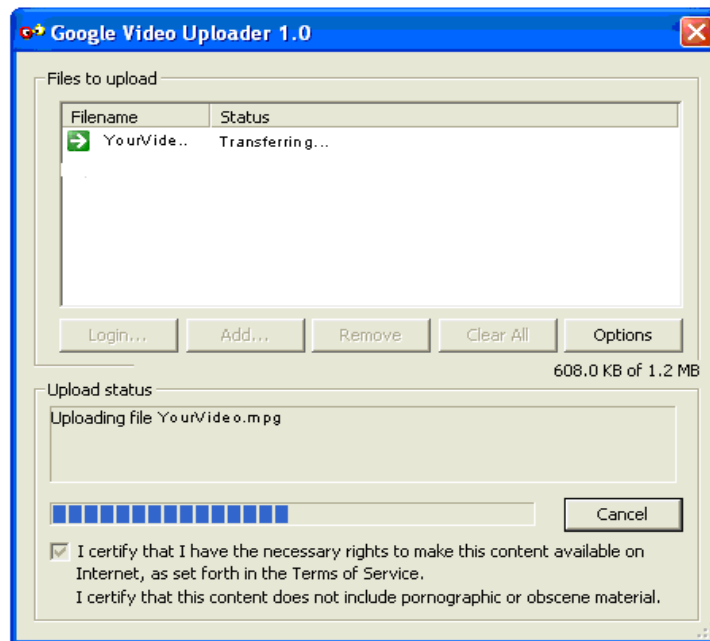 Google Video Uploader 1.0
Files to upload
Filename Status
YourVide.. Transferring...
Login... Add... Remove Clear All Options
608.0 KB of 1.2 MB
Upload status
Uploading file YourVideo.mpg
Cancel
I certify that I have the necessary rights to make this content available on
Internet, as set forth in the Terms of Service.
I certify that this content does not include pornographic or obscene material.